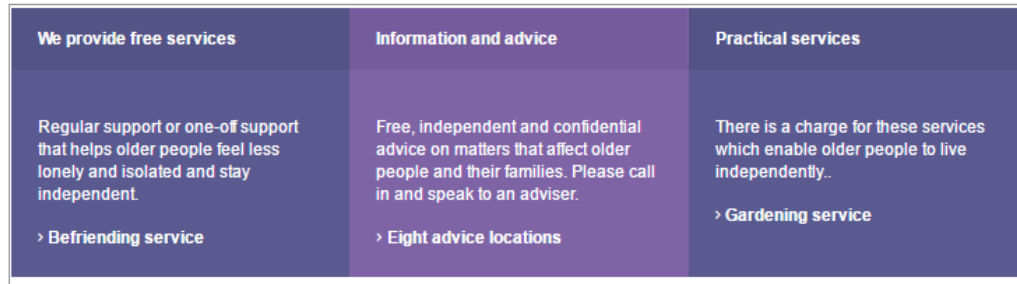 We provide free services
Regular support or one-off support
that helps older people feel less
lonely and isolated and stay
independent.
› Befriending service
Information and advice
Free, independent and confidential
advice on matters that affect older
people and their families. Please call
in and speak to an adviser.
› Eight advice locations
Practical services
There is a charge for these services
which enable older people to live
independently..
› Gardening service